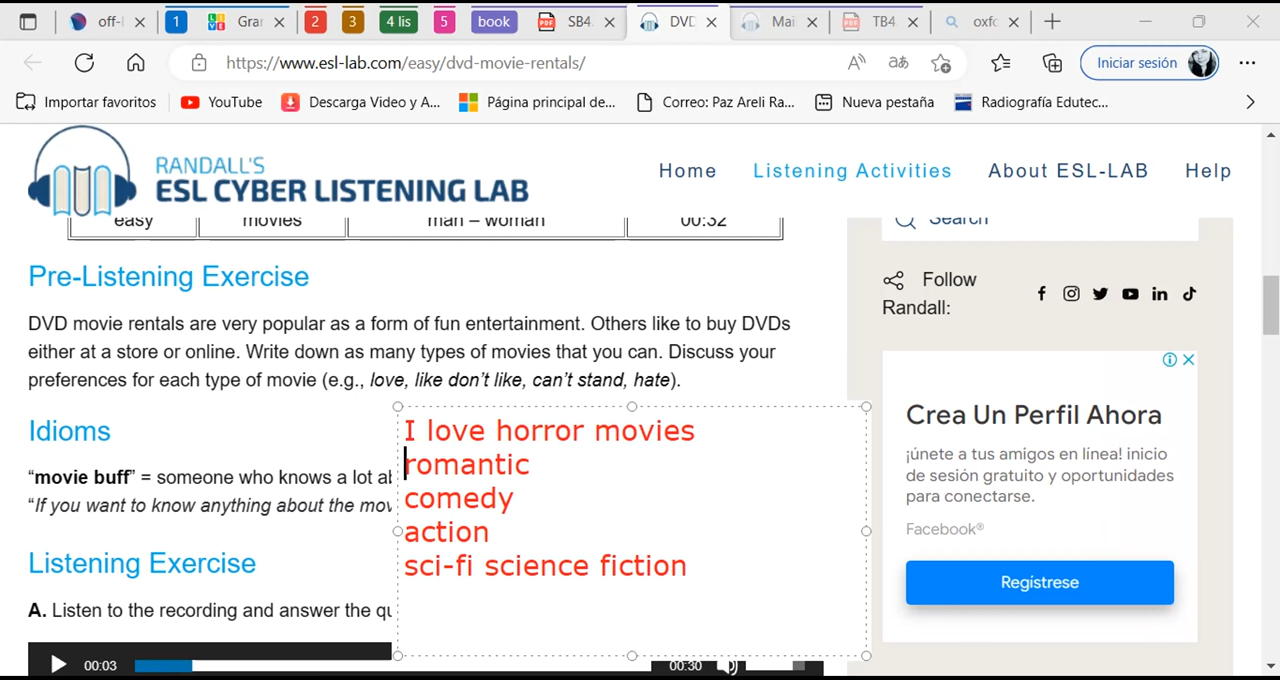 off-l
1
Grar
2
3
4 lis
5
book
SB4.
DVD
Mai
TB4
oxfo
https://www.esl-lab.com/easy/dvd-movie-rentals/
Iniciar sesión
Importar favoritos
YouTube
Descarga Video y A...
Página principal de...
Correo: Paz Areli Ra...
Nueva pestaña
Radiografía Edutec...
RANDALL'S
ESL CYBER LISTENING LAB
Home
Listening Activities
About ESL-LAB
Help
easy
movies
man – woman
00:32
Search
Pre-Listening Exercise
DVD movie rentals are very popular as a form of fun entertainment. Others like to buy DVDs
either at a store or online. Write down as many types of movies that you can. Discuss your
preferences for each type of movie (e.g., love, like don't like, can't stand, hate).
Follow
Randall:
Idioms
"movie buff" = someone who knows a lot ab
"If you want to know anything about the mov
I love horror movies
romantic
comedy
action
sci-fi science fiction
Listening Exercise
A. Listen to the recording and answer the qu
00:03
00:30
Crea Un Perfil Ahora
¡únete a tus amigos en línea! inicio
de sesión gratuito y oportunidades
para conectarse.
Facebook®
Regístrese